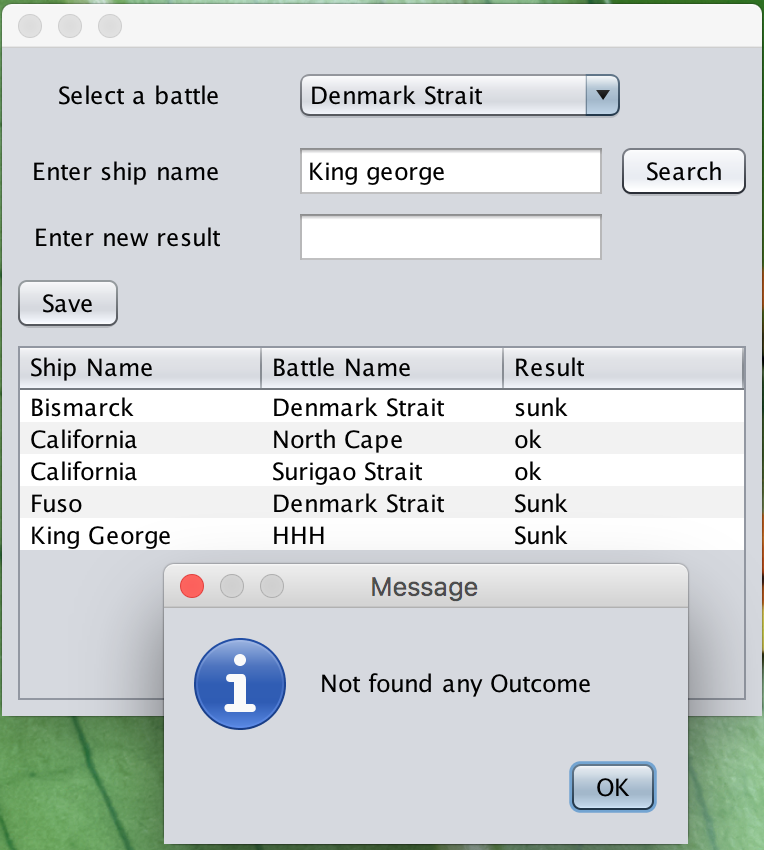 Select a battle Denmark Strait
Enter ship name King george Search
Enter new result
Save
Ship Name Battle Name Result
Bismarck Denmark Strait sunk
California North Cape ok
California Surigao Strait ok
Fuso Denmark Strait Sunk
King George HHH Sunk
Message
Not found any Outcome
OK